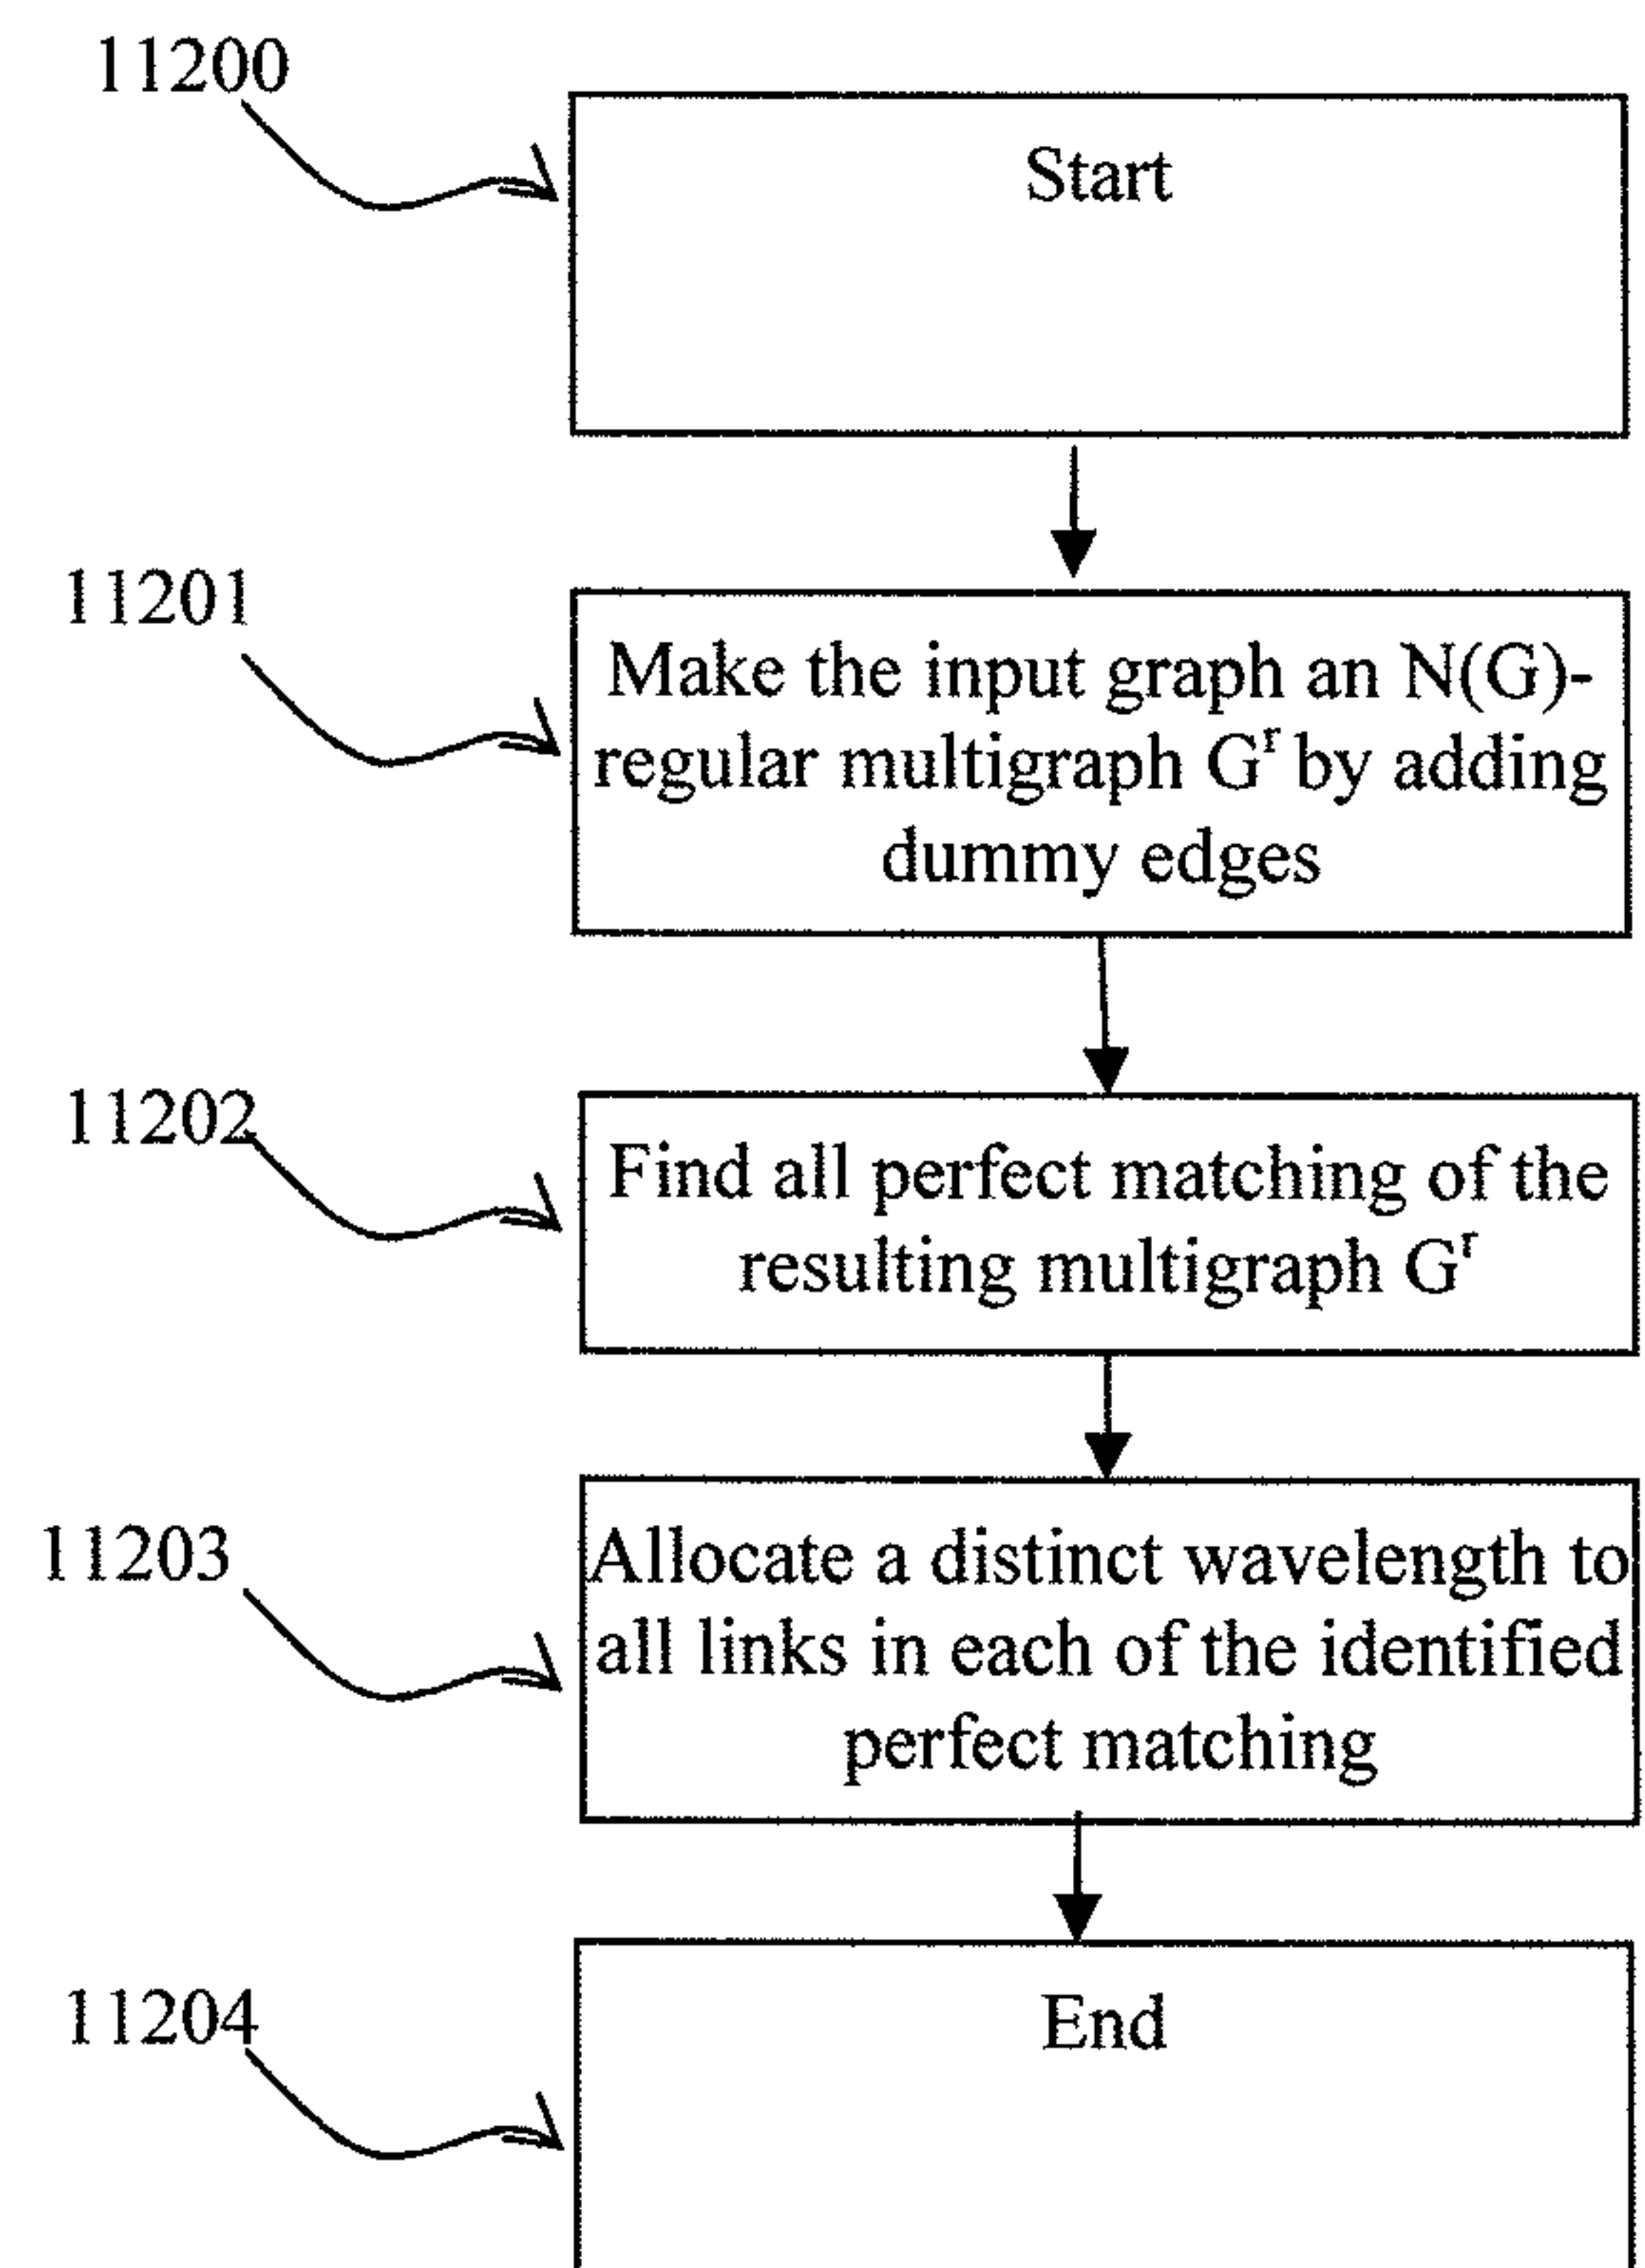 11200
Start
11201
Make the input graph an N(G)-
regular multigraph Gʳ by adding
dummy edges
11202
Find all perfect matching of the
resulting multigraph Gʳ
11203
Allocate a distinct wavelength to
all links in each of the identified
perfect matching
11204
End